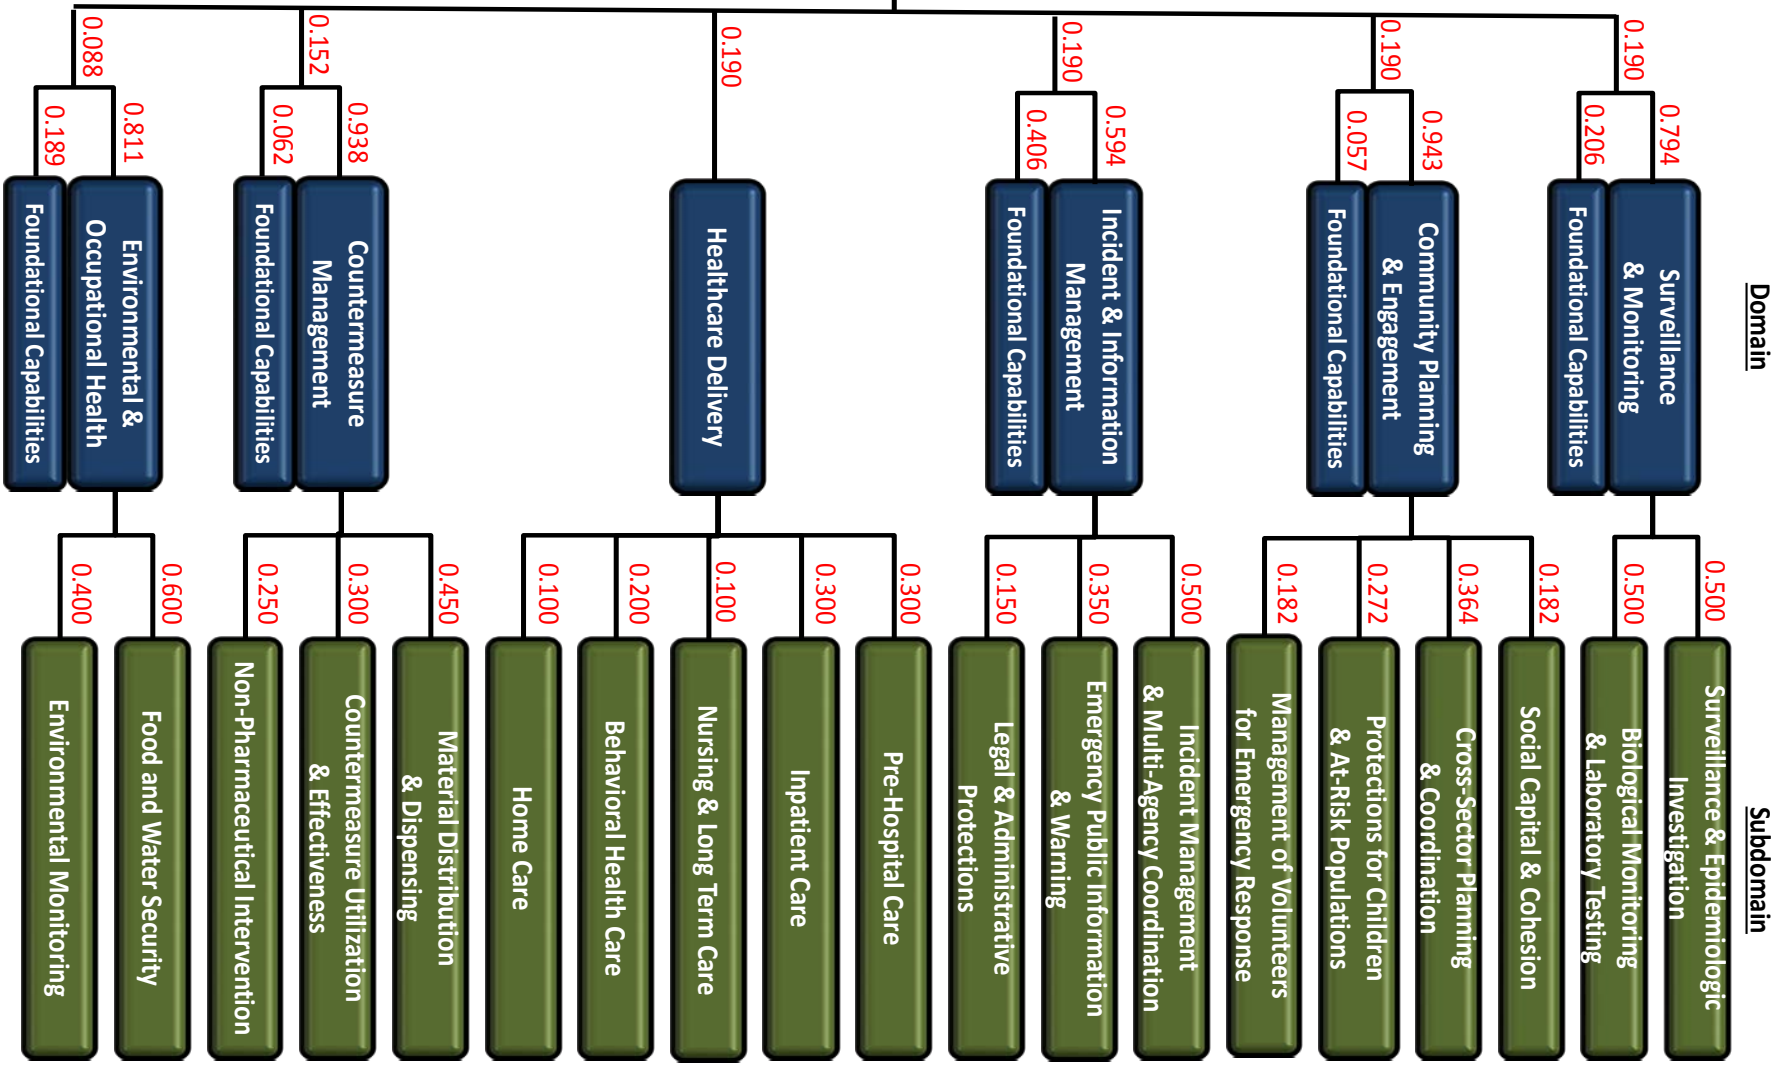 Domain
Subdomain
0.190
0.794
0.206
Surveillance
& Monitoring
Foundational Capabilities
0.500
Surveillance & Epidemiologic
Investigation
0.500
Biological Monitoring
& Laboratory Testing
0.190
0.943
0.057
Community Planning
& Engagement
Foundational Capabilities
0.182
Social Capital & Cohesion
0.364
Cross-Sector Planning
& Coordination
0.272
Protections for Children
& At-Risk Populations
0.182
Management of Volunteers
for Emergency Response
0.190
0.594
0.406
Incident & Information
Management
Foundational Capabilities
0.500
Incident Management
& Multi-Agency Coordination
0.350
Emergency Public Information
& Warning
0.150
Legal & Administrative
Protections
0.190
Healthcare Delivery
0.300
Pre-Hospital Care
0.300
Inpatient Care
0.100
Nursing & Long Term Care
0.200
Behavioral Health Care
0.100
Home Care
0.152
0.938
0.062
Countermeasure
Management
Foundational Capabilities
0.450
Material Distribution
& Dispensing
0.300
Countermeasure Utilization
& Effectiveness
0.250
Non-Pharmaceutical Intervention
0.088
0.811
0.189
Environmental &
Occupational Health
Foundational Capabilities
0.600
Food and Water Security
0.400
Environmental Monitoring